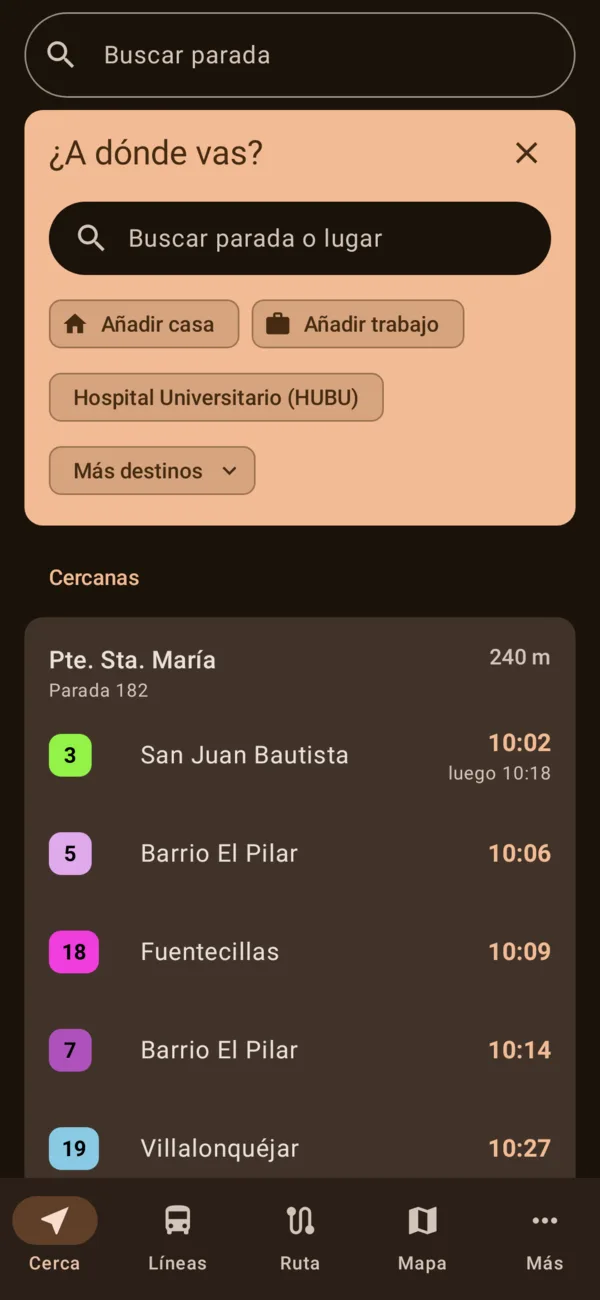 Buscar parada
¿A dónde vas?
Buscar parada o lugar
Añadir casa
Añadir trabajo
Hospital Universitario (HUBU)
Más destinos
Cercanas
Pte. Sta. María
240 m
Parada 182
3 San Juan Bautista 10:02
luego 10:18
5 Barrio El Pilar 10:06
18 Fuentecillas 10:09
7 Barrio El Pilar 10:14
19 Villalonquéjar 10:27
Cerca
Líneas
Ruta
Mapa
Más